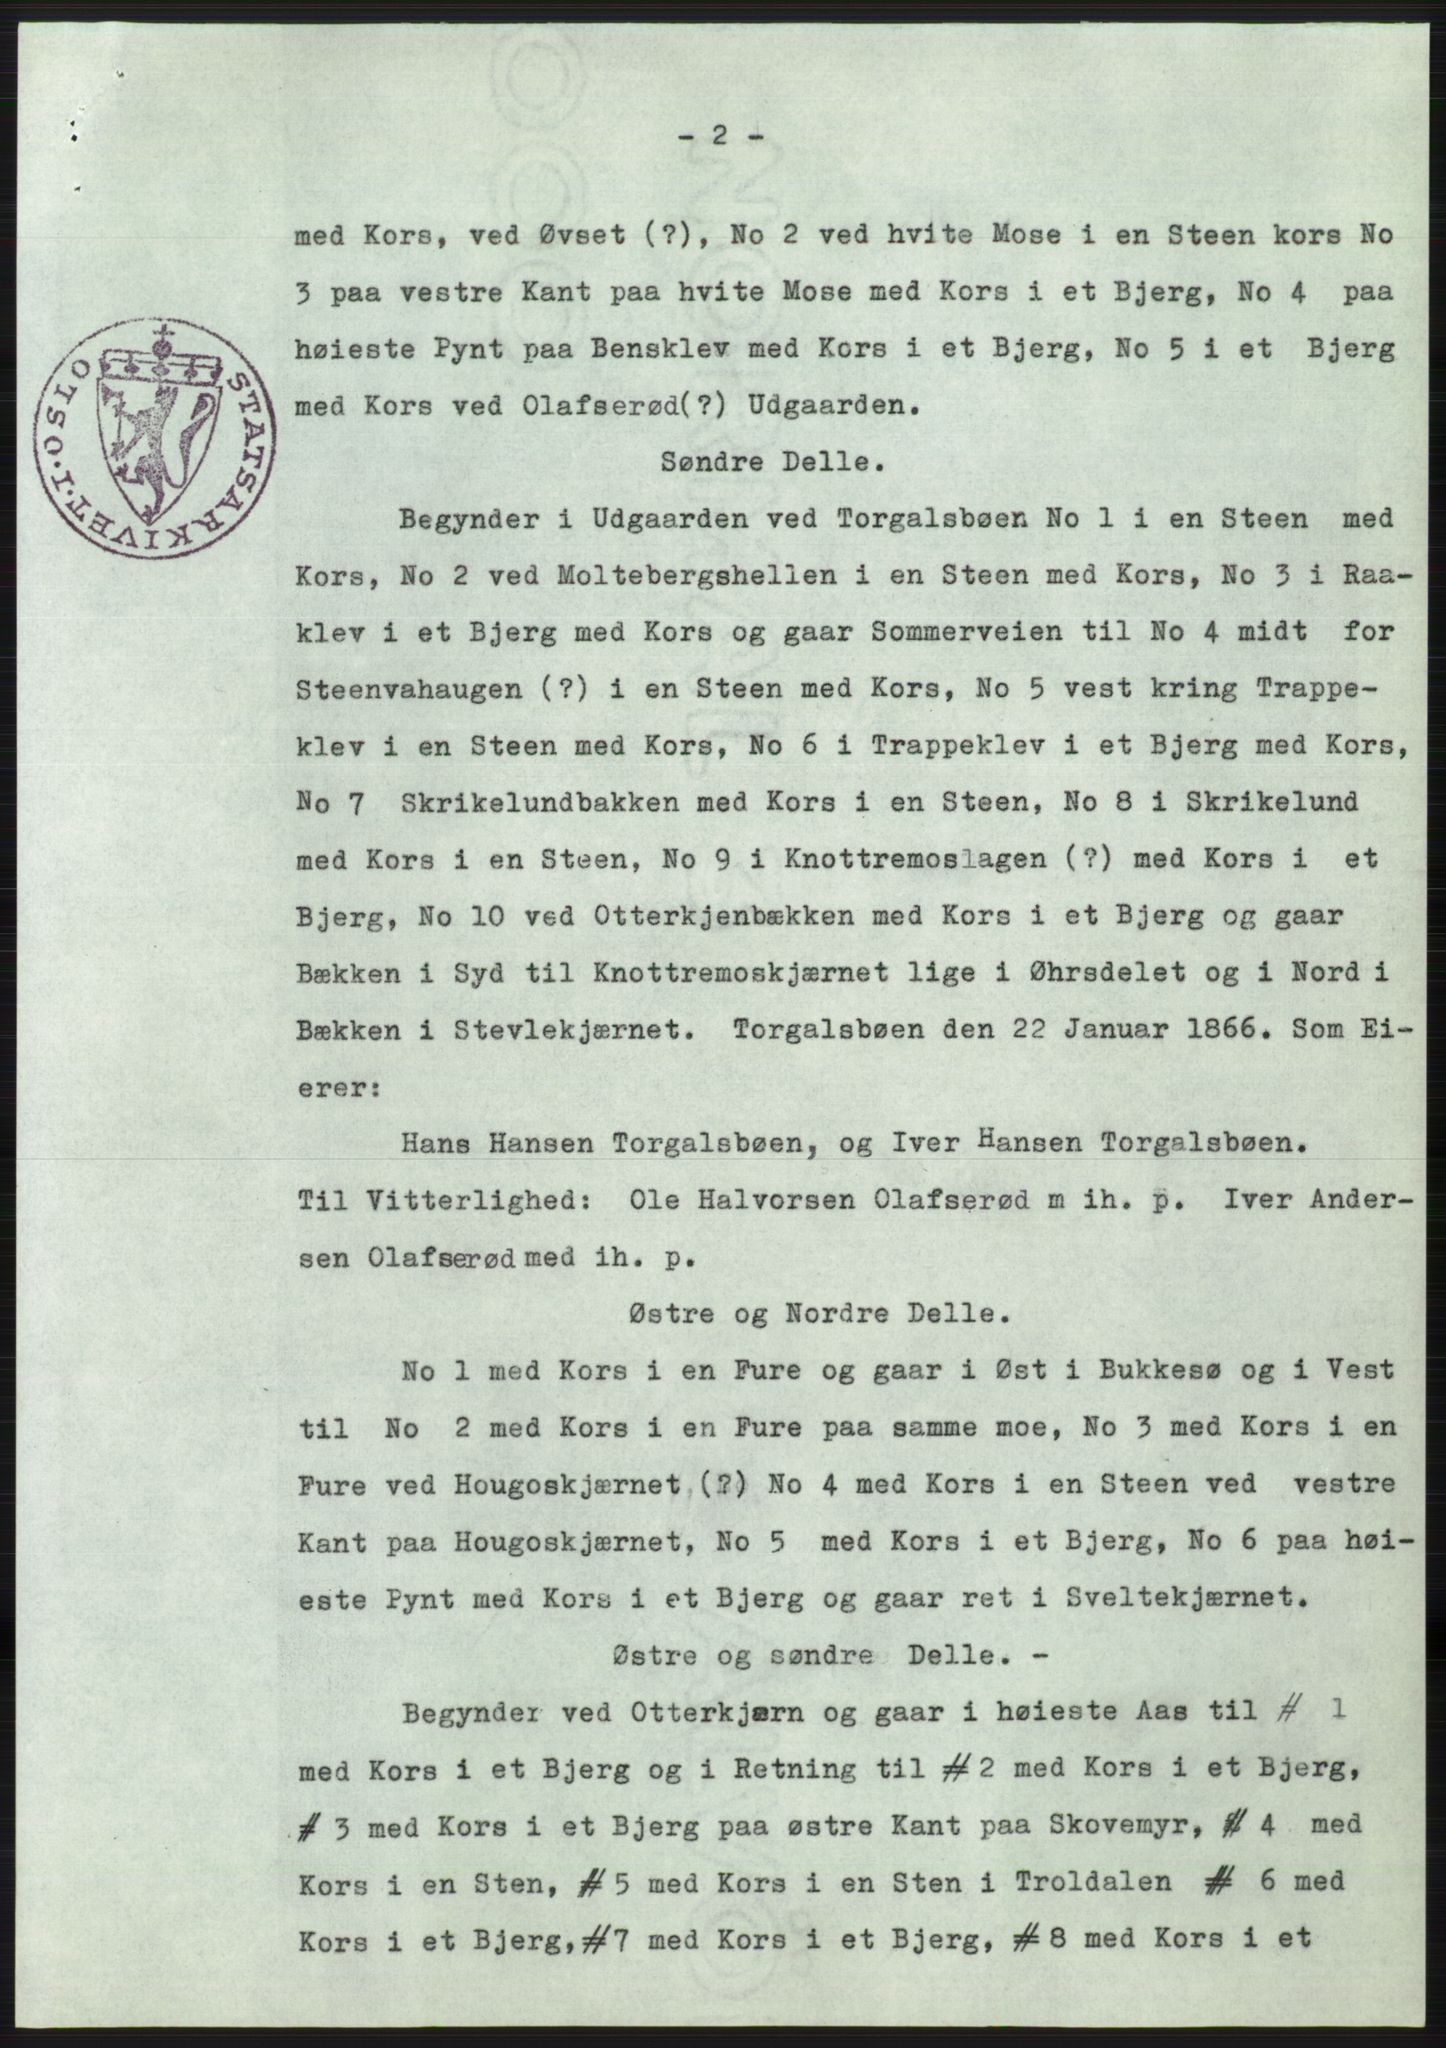 - 2 -
med Kors, ved Øvset (?), No 2 ved hvite Mose i en Steen kors No
3 paa vestre Kant paa hvite Mose med Kors i et Bjerg, No 4 paa
høieste Pynt paa Bensklev med Kors i et Bjerg, No 5 i et Bjerg
med Kors ved Olafserød(?) Udgaarden.
STATSARKIVET·I·OSLO
Søndre Delle.
Begynder i Udgaarden ved Torgalsbøen No 1 i en Steen med
Kors, No 2 ved Moltebergshellen i en Steen med Kors, No 3 i Raa-
klev i et Bjerg med Kors og gaar Sommerveien til No 4 midt for
Steenvahaugen (?) i en Steen med Kors, No 5 vest kring Trappe-
klev i en Steen med Kors, No 6 i Trappeklev i et Bjerg med Kors,
No 7 Skrikelundbakken med Kors i en Steen, No 8 i Skrikelund
med Kors i en Steen, No 9 i Knottremoslagen (?) med Kors i et
Bjerg, No 10 ved Otterkjenbækken med Kors i et Bjerg og gaar
Bækken i Syd til Knottremoskjærnet lige i Øhrsdelet og i Nord i
Bækken i Stevlekjærnet. Torgalsbøen den 22 Januar 1866. Som Ei-
erer:
Hans Hansen Torgalsbøen, og Iver Hansen Torgalsbøen.
Til Vitterlighed: Ole Halvorsen Olafserød m ih. p. Iver Ander-
sen Olafserød med ih. p.
Østre og Nordre Delle.
No 1 med Kors i en Fure og gaar i Øst i Bukkesø og i Vest
til No 2 med Kors i en Fure paa samme moe, No 3 med Kors i en
Fure ved Hougoskjærnet (?) No 4 med Kors i en Steen ved vestre
Kant paa Hougoskjærnet, No 5 med Kors i et Bjerg, No 6 paa høi-
este Pynt med Kors i et Bjerg og gaar ret i Sveltekjærnet.
Østre og søndre Delle. -
Begynder ved Otterkjærn og gaar i høieste Aas til # 1
med Kors i et Bjerg og i Retning til # 2 med Kors i et Bjerg,
# 3 med Kors i et Bjerg paa østre Kant paa Skovemyr, # 4 med
Kors i en Sten, # 5 med Kors i en Sten i Troldalen # 6 med
Kors i et Bjerg, # 7 med Kors i et Bjerg, # 8 med Kors i et